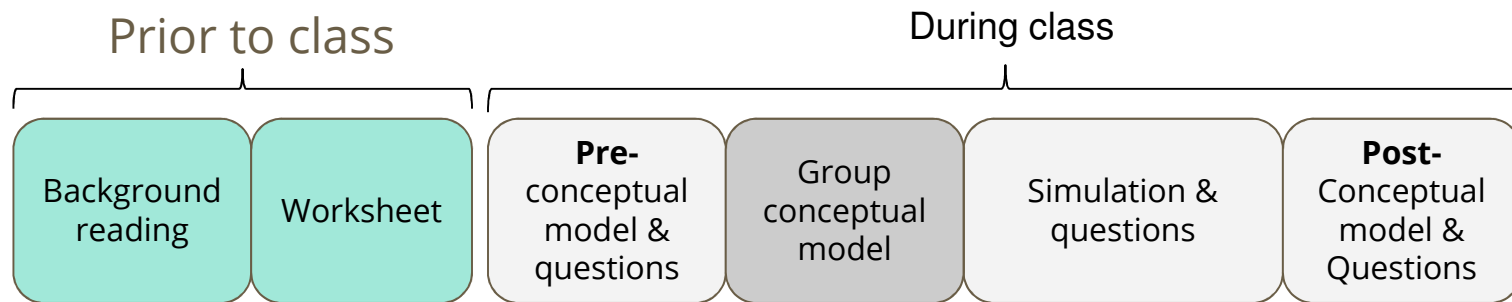 Prior to class
During class
Background
reading
Worksheet
Pre-
conceptual
model &
questions
Group
conceptual
model
Simulation &
questions
Post-
Conceptual
model &
Questions